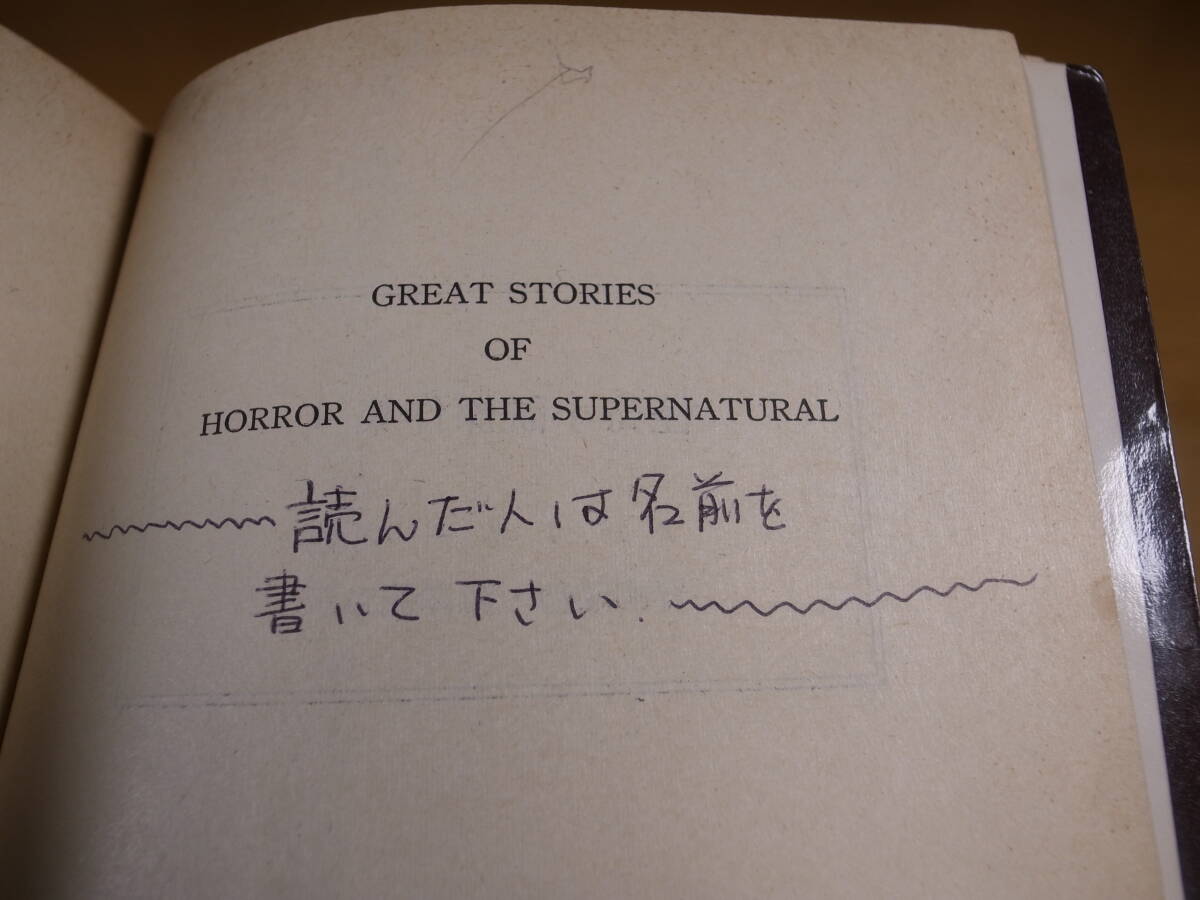 GREAT STORIES
OF
HORROR AND THE SUPERNATURAL
読んだ人は名前を
書いて下さい.